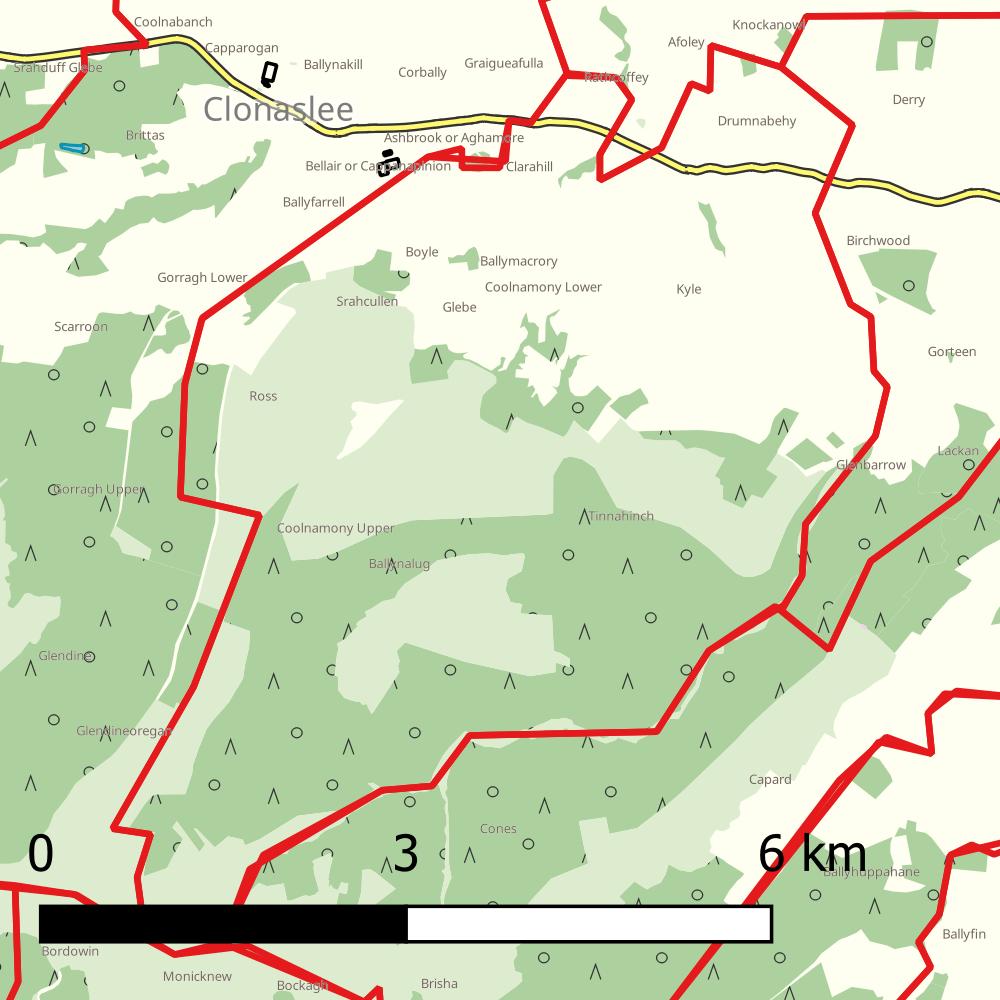 Coolnabanch
Knockanowl
Capparogan
Afoley
Srahduff Glebe
Ballynakill
Corbally
Graigueafulla
Rathcoffey
Derry
Clonaslee
Drumnabehy
Brittas
Ashbrook or Aghamore
Bellair or Cappanapinion
Clarahill
Ballyfarrell
Birchwood
Boyle
Ballymacrory
Gorragh Lower
Coolnamony Lower
Kyle
Srahcullen
Glebe
Scarroon
Gorteen
Ross
Lackan
Glenbarrow
Gorragh Upper
Tinnahinch
Coolnamony Upper
Ballynalug
Glendine
Glendineoregan
Capard
Cones
0 3 6 km
Ballyhuppahane
Ballyfin
Bordowin
Monicknew
Bockagh
Brisha